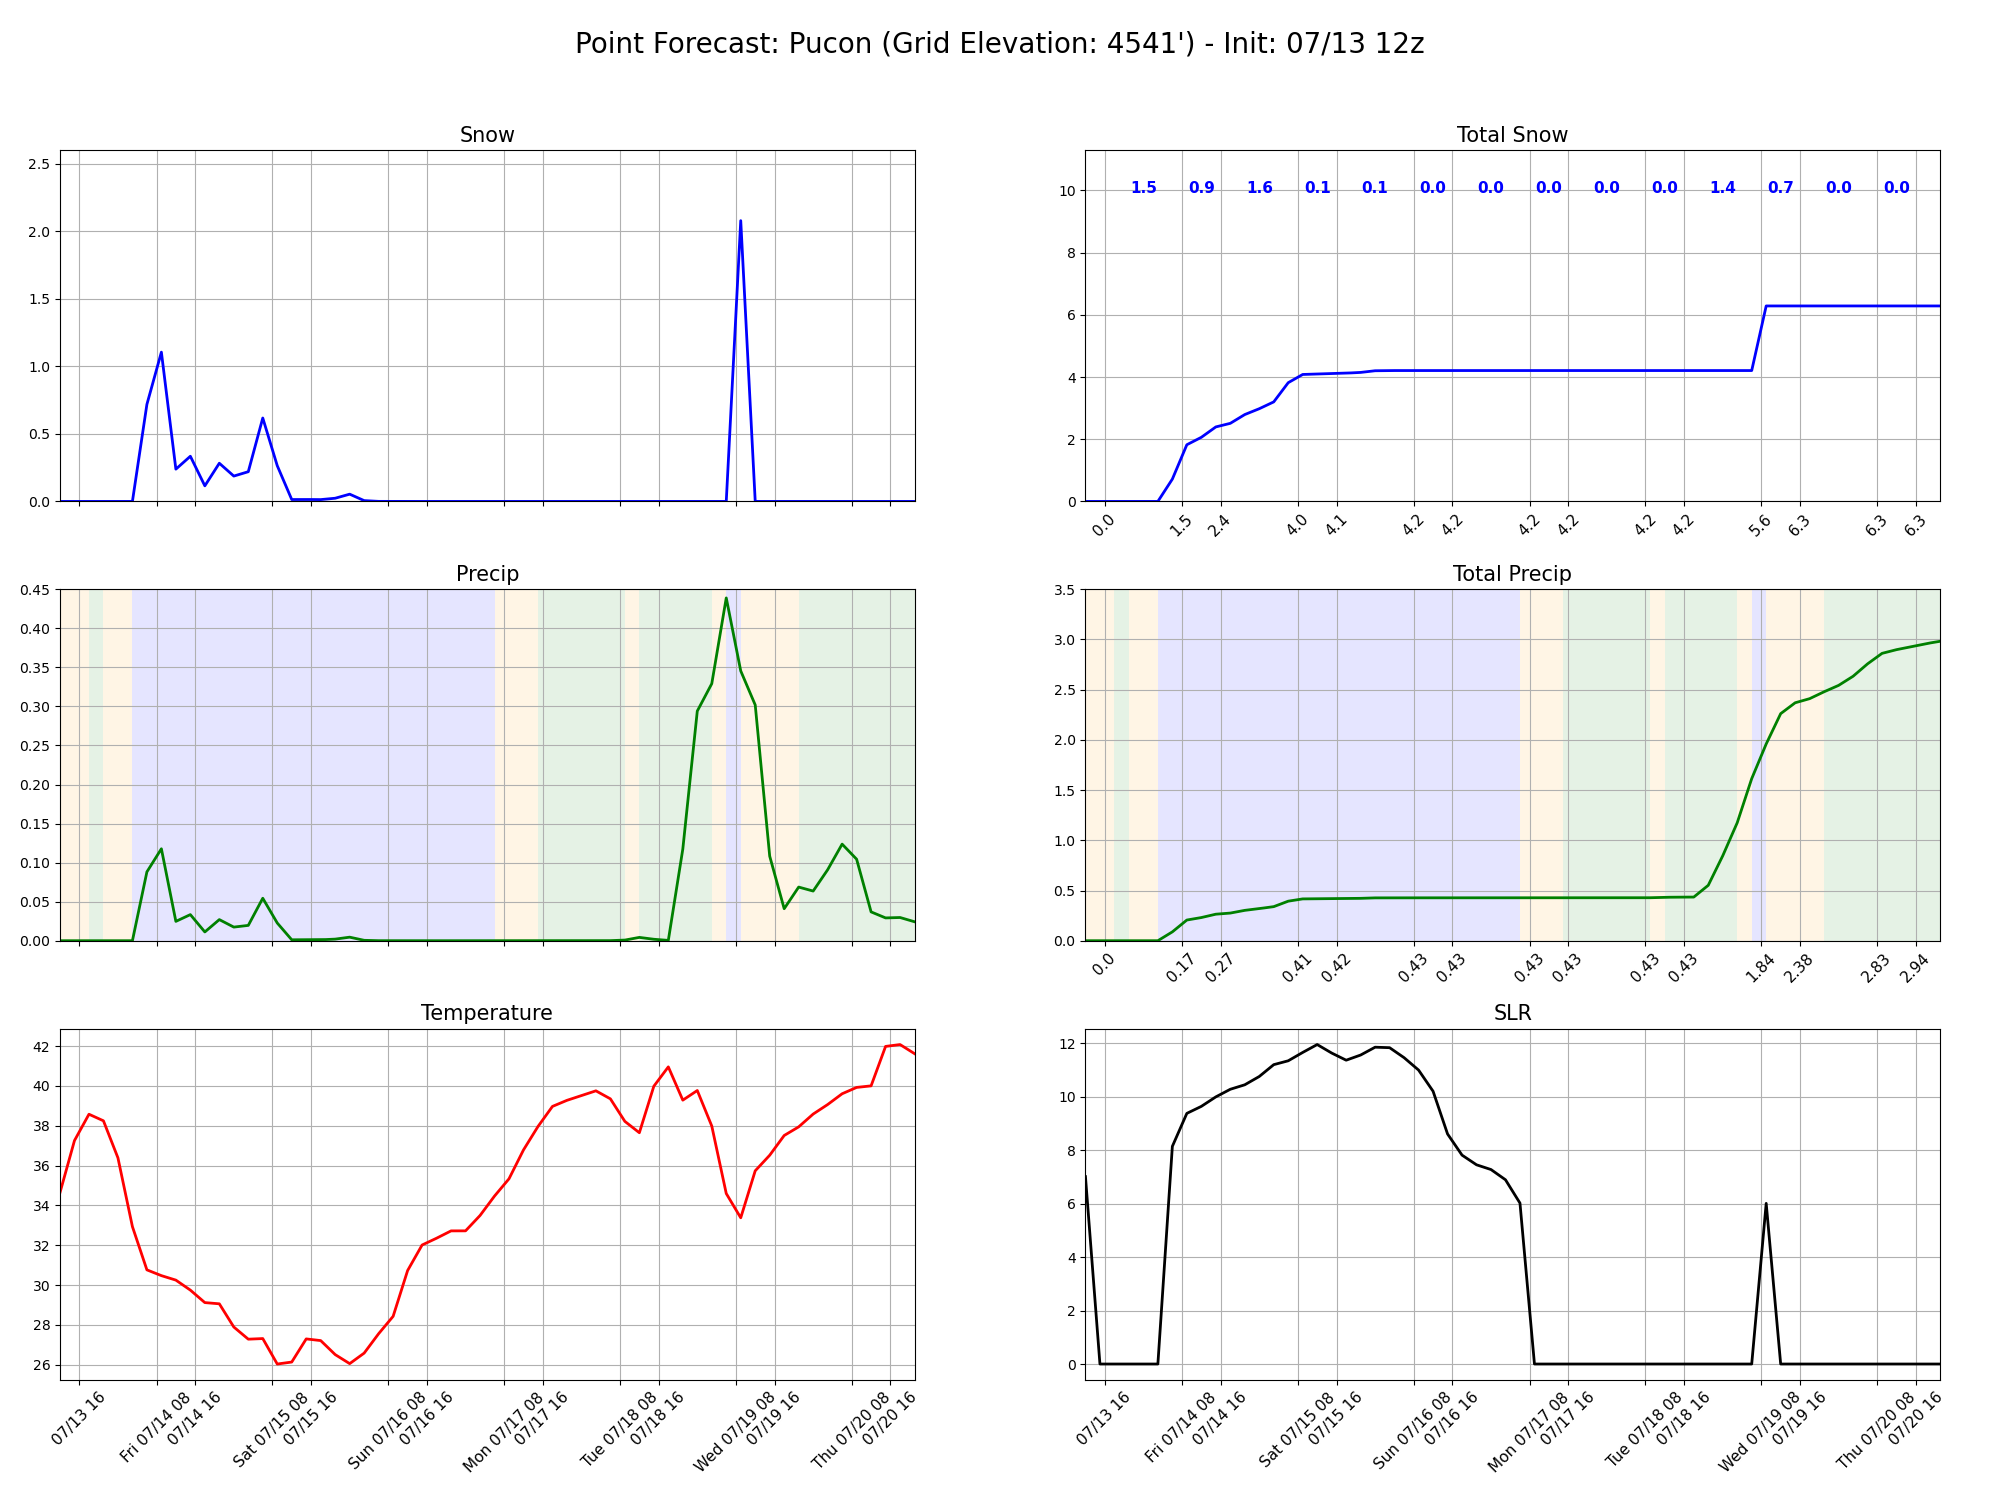 Point Forecast: Pucon (Grid Elevation: 4541') - Init: 07/13 12z
Snow
2.5
2.0
1.5
1.0
0.5
0.0
Total Snow
1.5 0.9 1.6 0.1 0.1 0.0 0.0 0.0 0.0 0.0 1.4 0.7 0.0 0.0
10
8
6
4
2
0
0.0 1.5 2.4 4.0 4.1 4.2 4.2 4.2 4.2 4.2 4.2 5.6 6.3 6.3 6.3
Precip
0.45
0.40
0.35
0.30
0.25
0.20
0.15
0.10
0.05
0.00
Total Precip
3.5
3.0
2.5
2.0
1.5
1.0
0.5
0.0
0.0 0.17 0.27 0.41 0.42 0.43 0.43 0.43 0.43 0.43 0.43 1.84 2.38 2.83 2.94
Temperature
42
40
38
36
34
32
30
28
26
07/13 16
Fri 07/14 08
07/14 16
Sat 07/15 08
07/15 16
Sun 07/16 08
07/16 16
Mon 07/17 08
07/17 16
Tue 07/18 08
07/18 16
Wed 07/19 08
07/19 16
Thu 07/20 08
07/20 16
SLR
12
10
8
6
4
2
0
07/13 16
Fri 07/14 08
07/14 16
Sat 07/15 08
07/15 16
Sun 07/16 08
07/16 16
Mon 07/17 08
07/17 16
Tue 07/18 08
07/18 16
Wed 07/19 08
07/19 16
Thu 07/20 08
07/20 16